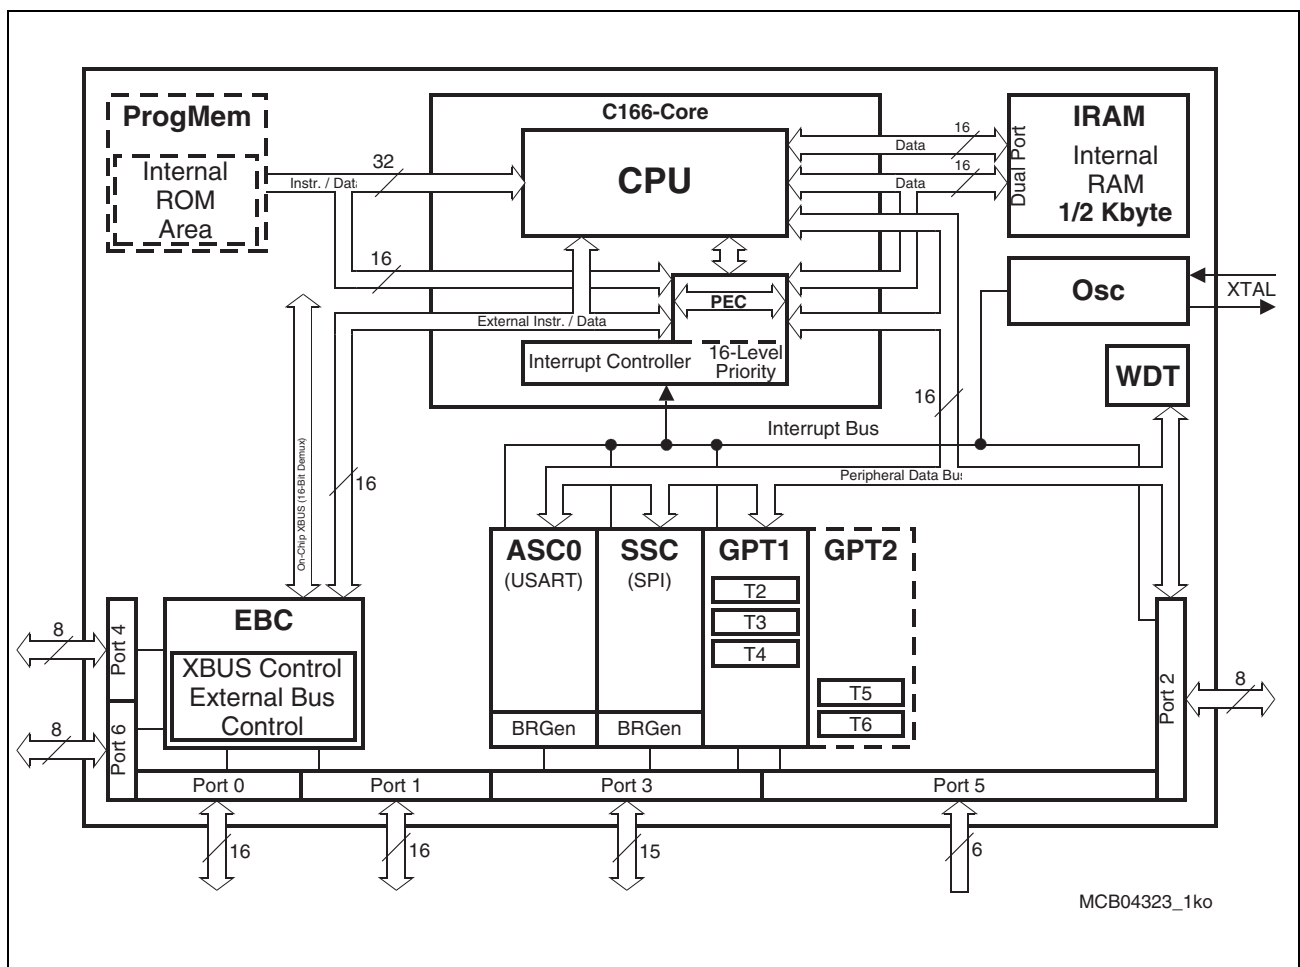 C166-Core
ProgMem
Internal
ROM
Area
32
Instr. / Data
CPU
16
Data
16
Data
Dual Port
IRAM
Internal
RAM
1/2 Kbyte
16
PEC
External Instr. / Data
Interrupt Controller
16-Level
Priority
Osc
XTAL
WDT
16
Interrupt Bus
Peripheral Data Bus
On-Chip XBUS (16-Bit Demux)
16
ASC0
(USART)
BRGen
SSC
(SPI)
BRGen
GPT1
T2
T3
T4
GPT2
T5
T6
EBC
XBUS Control
External Bus
Control
8
Port 4
8
Port 6
Port 2
8
Port 0
Port 1
Port 3
Port 5
16
16
15
6
MCB04323_1ko